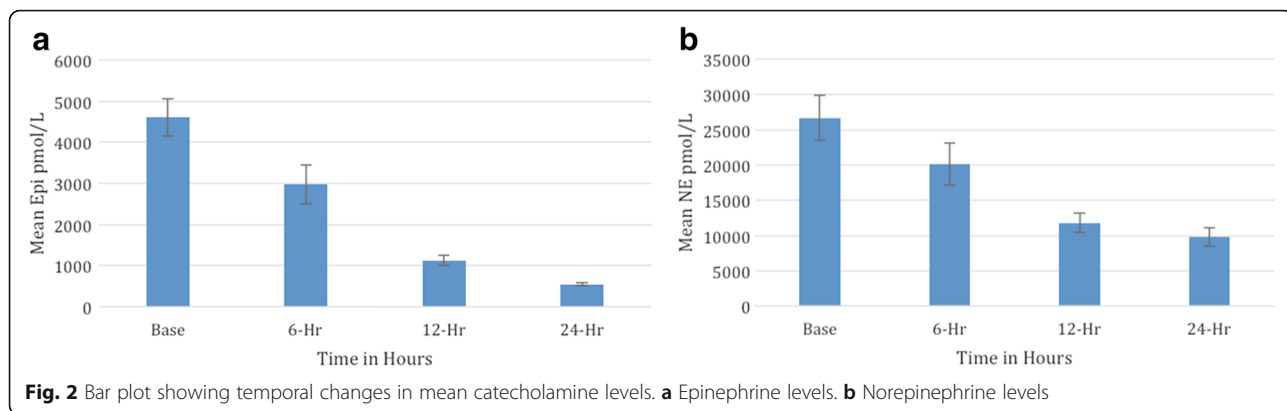 a
Mean Epi pmol/L
6000
5000
4000
3000
2000
1000
0
Base 6-Hr 12-Hr 24-Hr
Time in Hours
b
Mean NE pmol/L
35000
30000
25000
20000
15000
10000
5000
0
Base 6-Hr 12-Hr 24-Hr
Time in Hours
Fig. 2 Bar plot showing temporal changes in mean catecholamine levels. a Epinephrine levels. b Norepinephrine levels